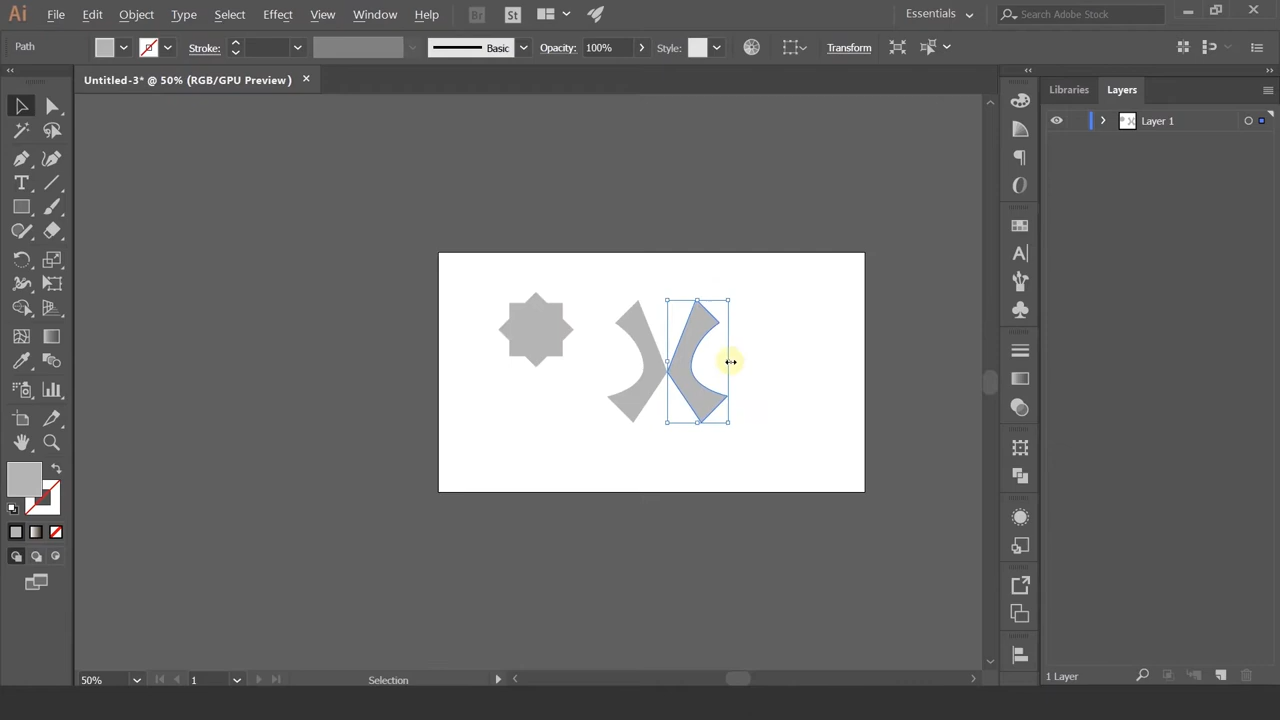 Ai File Edit Object Type Select Effect View Window Help Br St Essentials Search Adobe Stock
Path Stroke: Basic Opacity: 100% Style: Transform
Untitled-3* @ 50% (RGB/GPU Preview)
Libraries Layers
Layer 1
50% 1 Selection
1 Layer